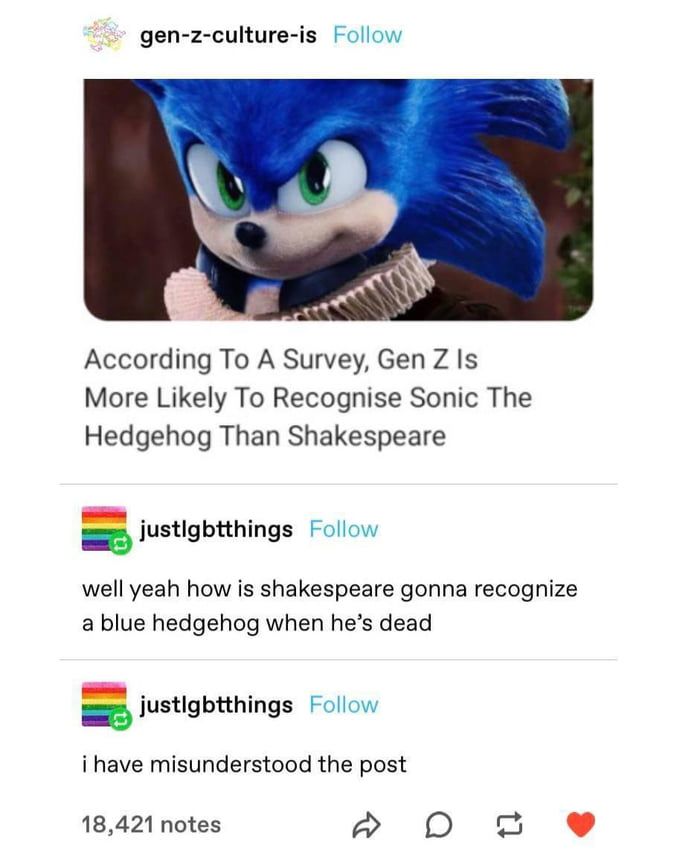 gen-z-culture-is Follow
According To A Survey, Gen Z Is
More Likely To Recognise Sonic The
Hedgehog Than Shakespeare
justlgbtthings Follow
well yeah how is shakespeare gonna recognize
a blue hedgehog when he's dead
justlgbtthings Follow
i have misunderstood the post
18,421 notes